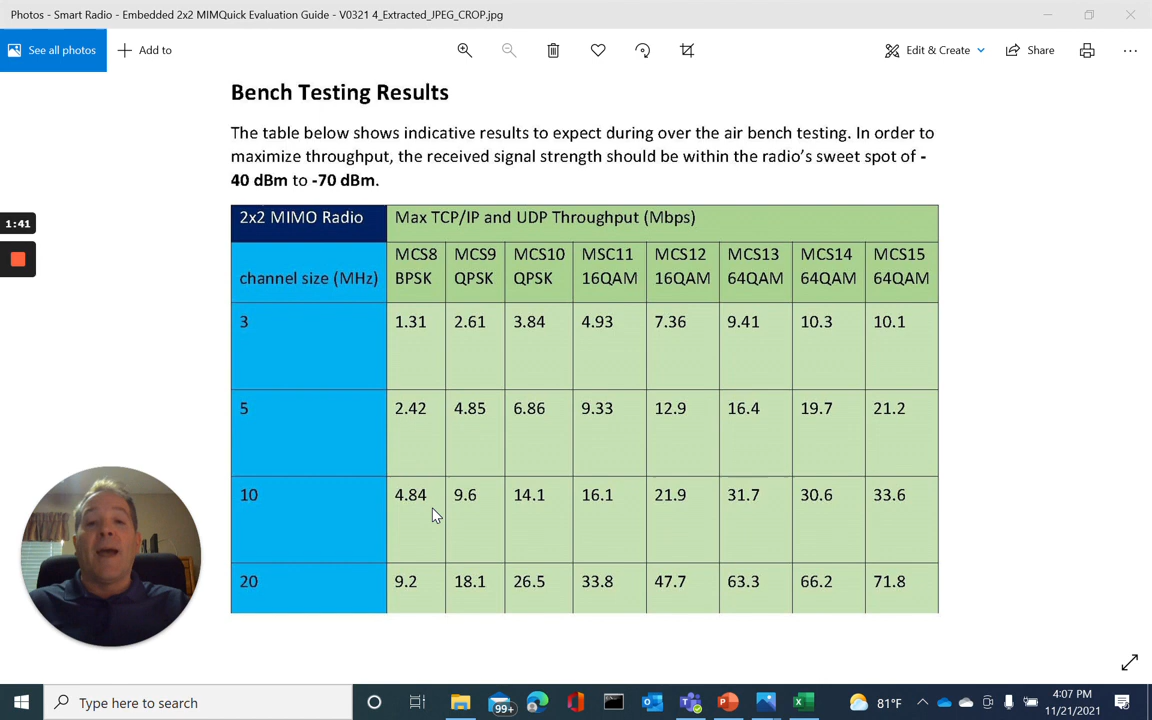 Photos - Smart Radio - Embedded 2x2 MIMQuick Evaluation Guide - V0321 4_Extracted_JPEG_CROP.jpg
See all photos Add to Edit & Create Share
Bench Testing Results
The table below shows indicative results to expect during over the air bench testing. In order to
maximize throughput, the received signal strength should be within the radio's sweet spot of -
40 dBm to -70 dBm.
1:41
2x2 MIMO Radio Max TCP/IP and UDP Throughput (Mbps)
channel size (MHz) MCS8 BPSK MCS9 QPSK MCS10 QPSK MSC11 16QAM MCS12 16QAM MCS13 64QAM MCS14 64QAM MCS15 64QAM
3 1.31 2.61 3.84 4.93 7.36 9.41 10.3 10.1
5 2.42 4.85 6.86 9.33 12.9 16.4 19.7 21.2
10 4.84 9.6 14.1 16.1 21.9 31.7 30.6 33.6
20 9.2 18.1 26.5 33.8 47.7 63.3 66.2 71.8
Type here to search 99+ 81°F 4:07 PM
11/21/2021